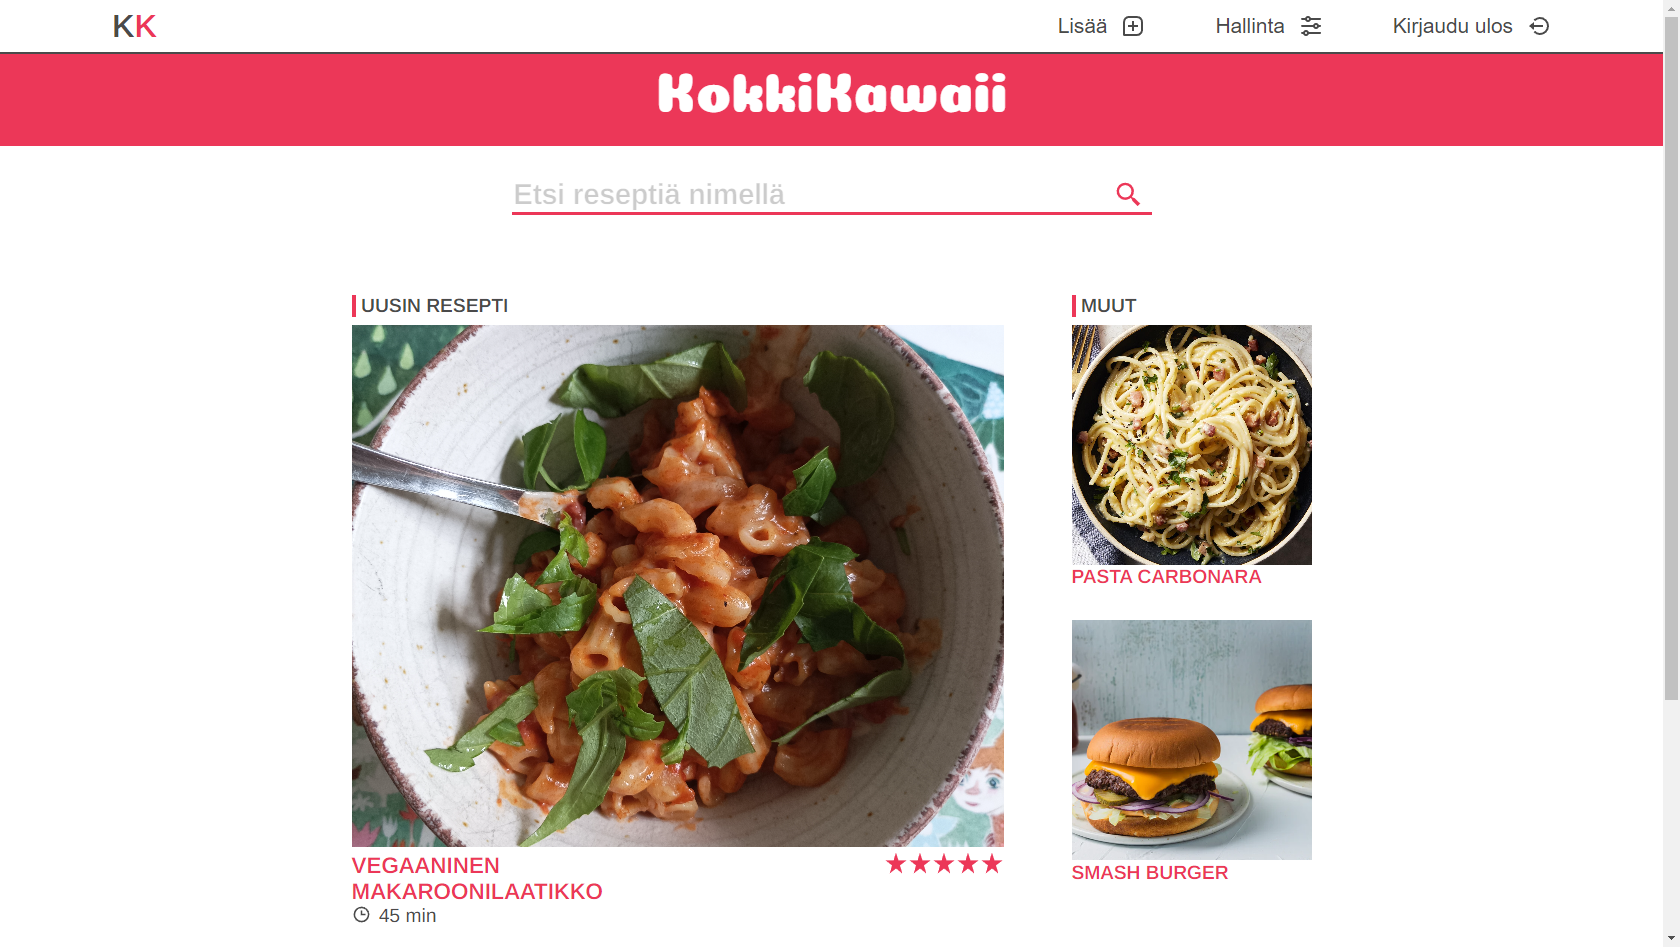 KK
Lisää
Hallinta
Kirjaudu ulos
KokkiKawaii
Etsi reseptiä nimellä
UUSIN RESEPTI
VEGAANINEN
MAKAROONILAATIKKO
45 min
MUUT
PASTA CARBONARA
SMASH BURGER